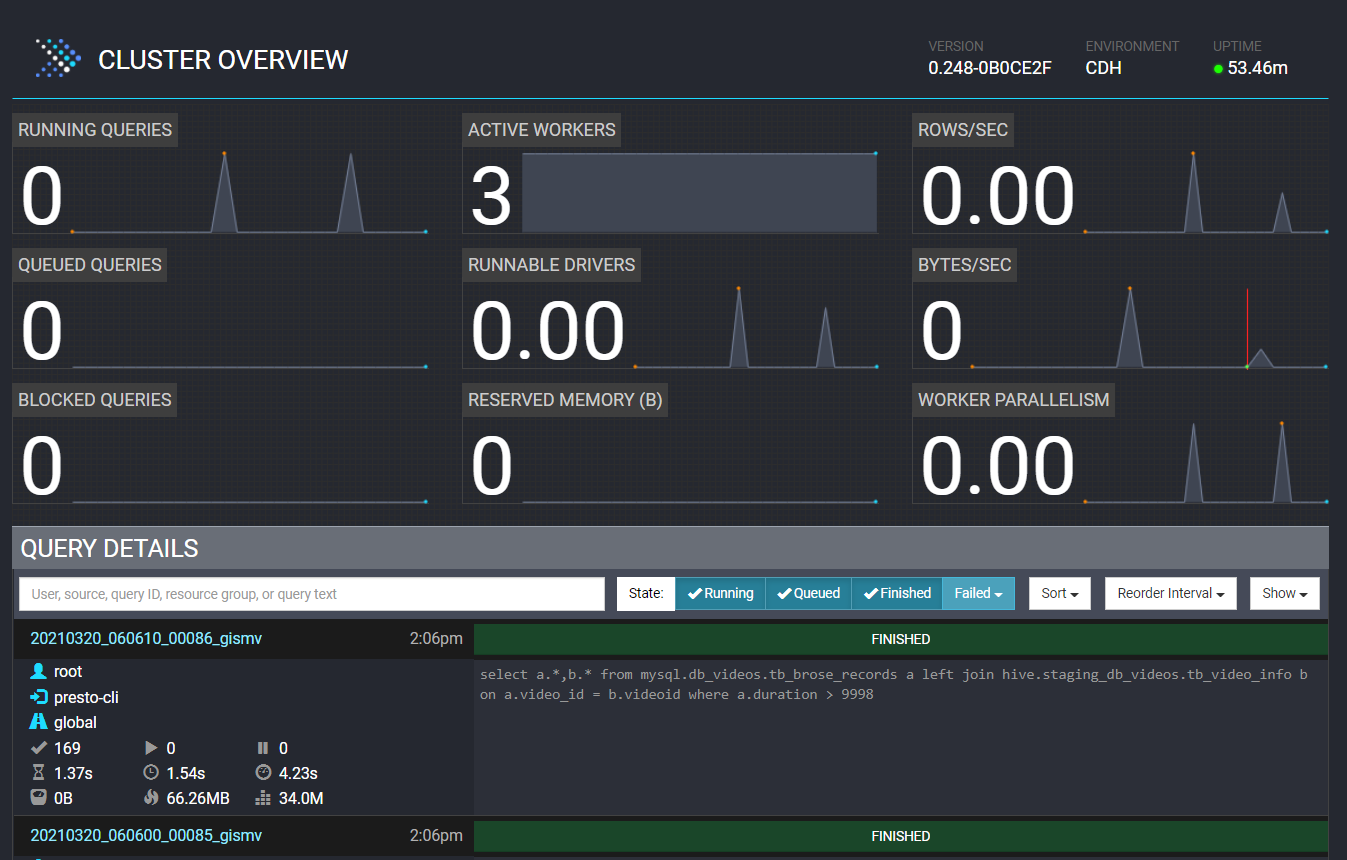 CLUSTER OVERVIEW
VERSION
0.248-0B0CE2F
ENVIRONMENT
CDH
UPTIME
53.46m
RUNNING QUERIES
0
ACTIVE WORKERS
3
ROWS/SEC
0.00
QUEUED QUERIES
0
RUNNABLE DRIVERS
0.00
BYTES/SEC
0
BLOCKED QUERIES
0
RESERVED MEMORY (B)
0
WORKER PARALLELISM
0.00
QUERY DETAILS
User, source, query ID, resource group, or query text
State: Running Queued Finished Failed
Sort
Reorder Interval
Show
20210320_060610_00086_gismv 2:06pm
FINISHED
root
presto-cli
global
169 0 0
1.37s 1.54s 4.23s
0B 66.26MB 34.0M
select a.*,b.* from mysql.db_videos.tb_brose_records a left join hive.staging_db_videos.tb_video_info b
on a.video_id = b.videoid where a.duration > 9998
20210320_060600_00085_gismv 2:06pm
FINISHED